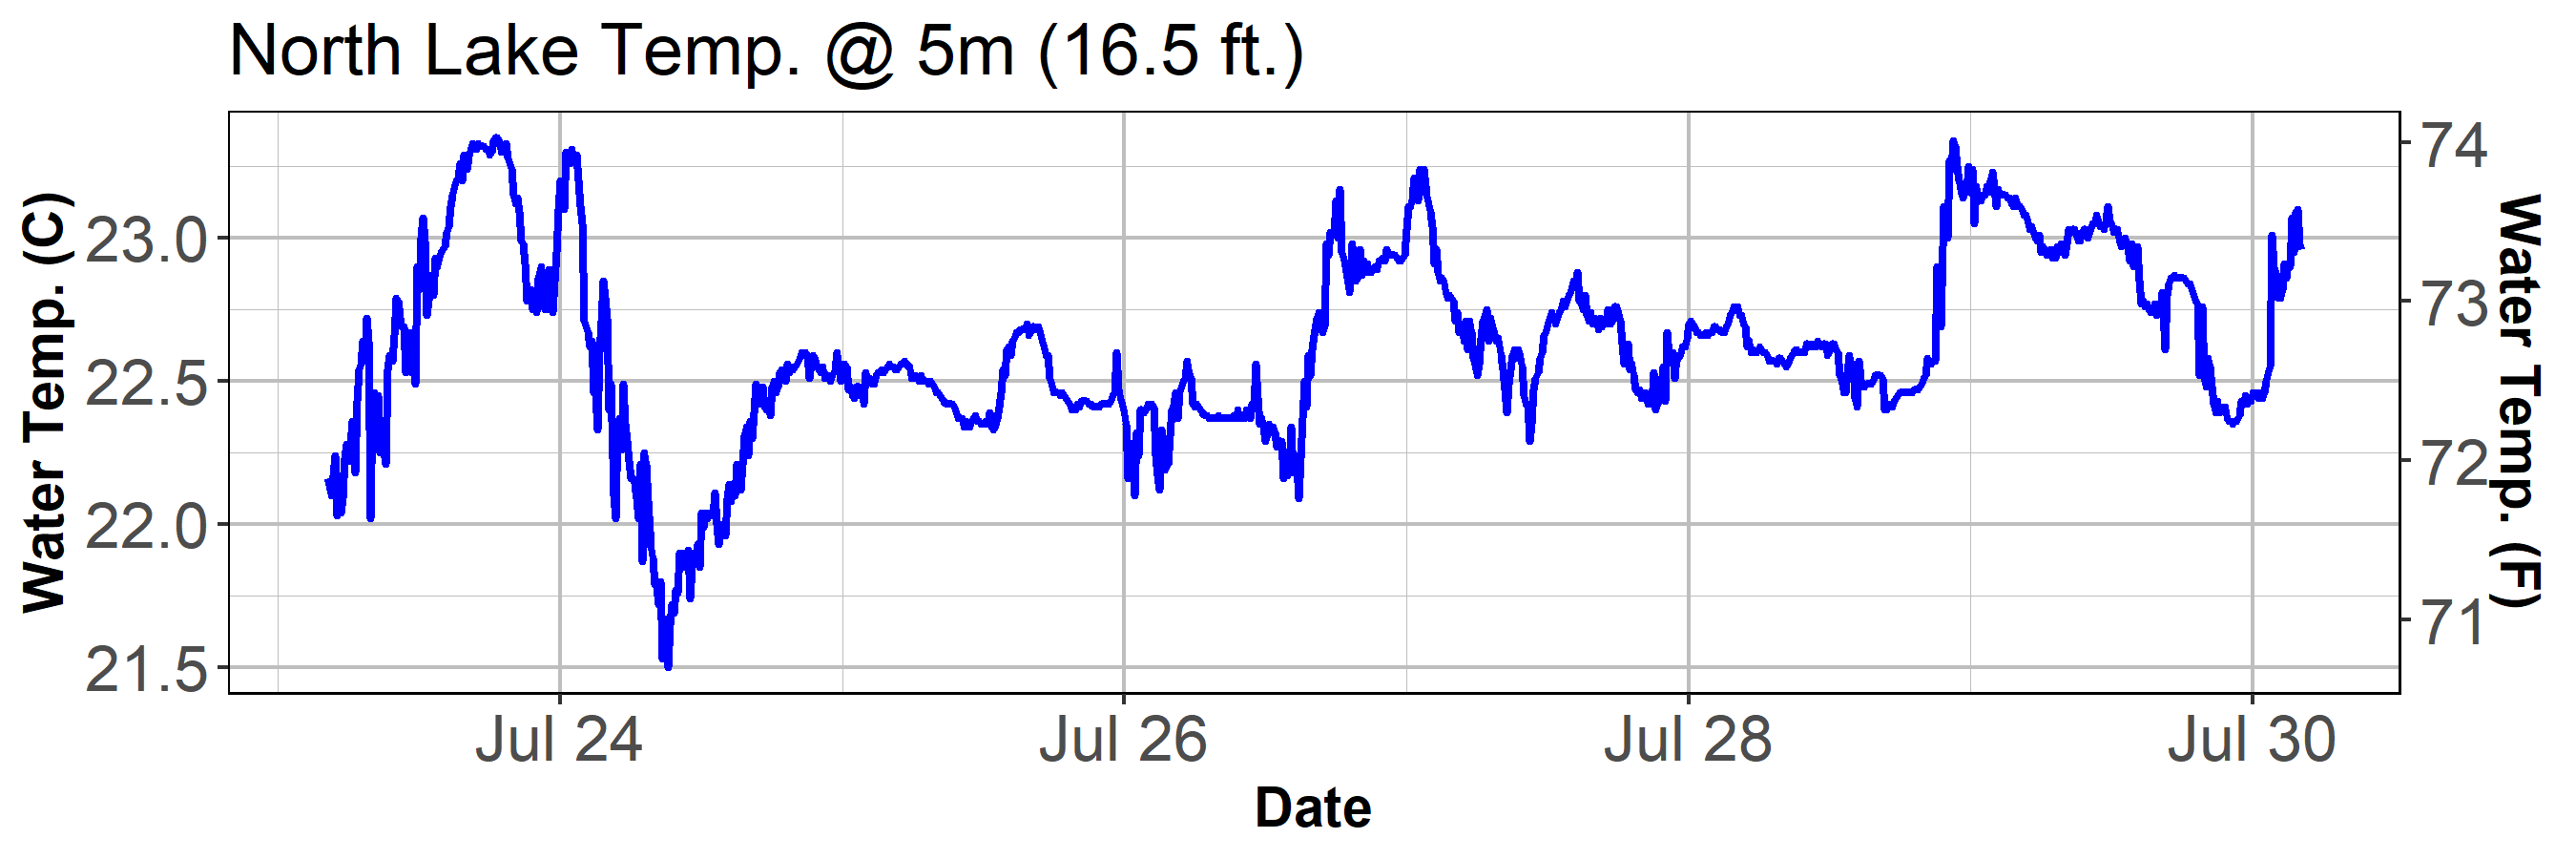 North Lake Temp. @ 5m (16.5 ft.)
Water Temp. (C)
23.0
22.5
22.0
21.5
74
73
72
71
Water Temp. (F)
Jul 24 Jul 26 Jul 28 Jul 30
Date